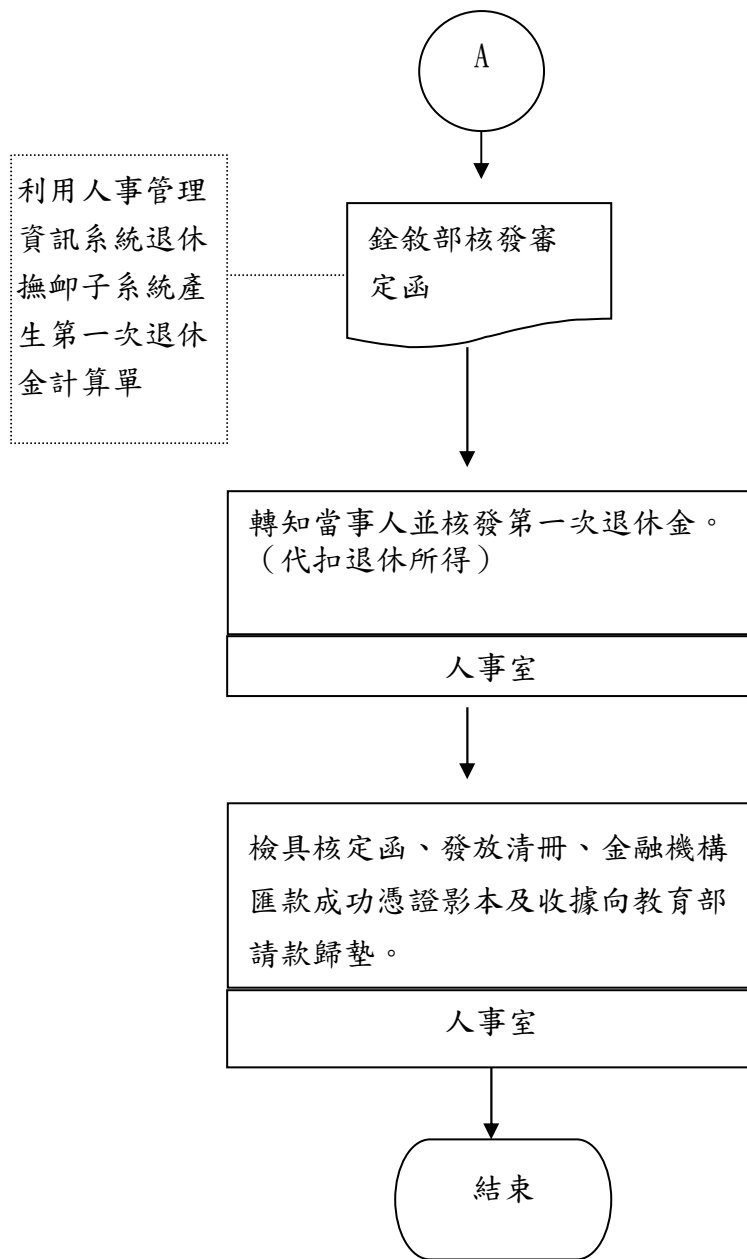 A
利用人事管理
資訊系統退休
撫卹子系統產
生第一次退休
金計算單
銓敘部核發審
定函
轉知當事人並核發第一次退休金。
（代扣退休所得）
人事室
檢具核定函、發放清冊、金融機構
匯款成功憑證影本及收據向教育部
請款歸墊。
人事室
結束